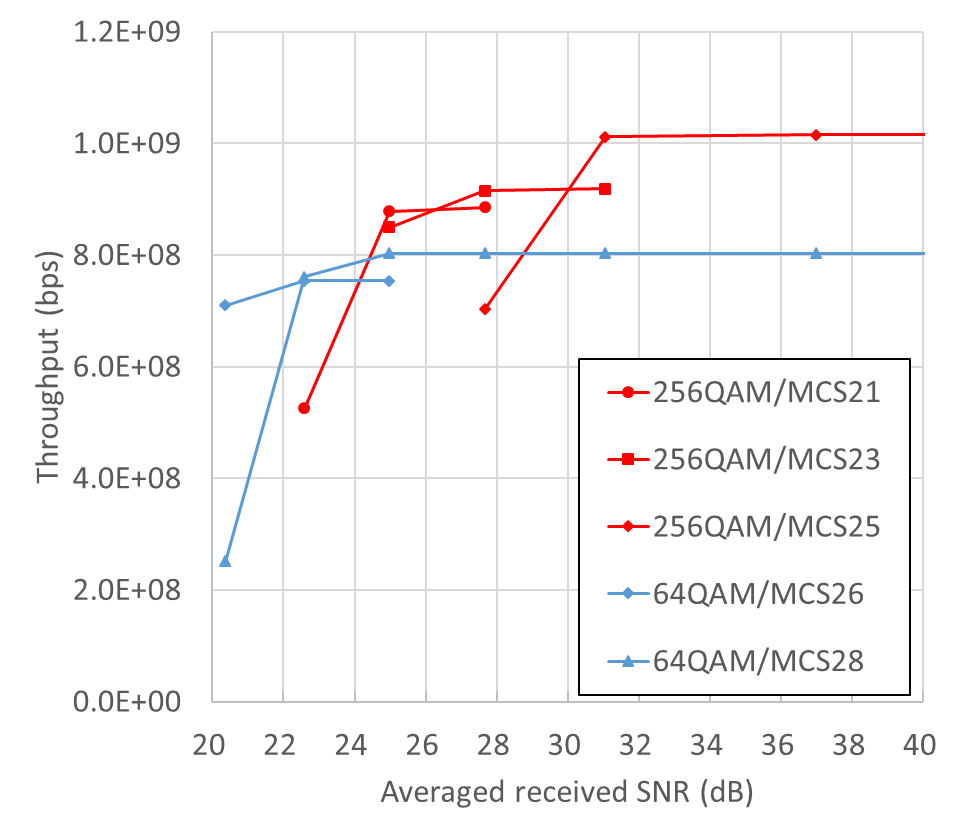 1.2E+09
1.0E+09
8.0E+08
6.0E+08
4.0E+08
2.0E+08
0.0E+00
Throughput (bps)
256QAM/MCS21
256QAM/MCS23
256QAM/MCS25
64QAM/MCS26
64QAM/MCS28
20 22 24 26 28 30 32 34 36 38 40
Averaged received SNR (dB)